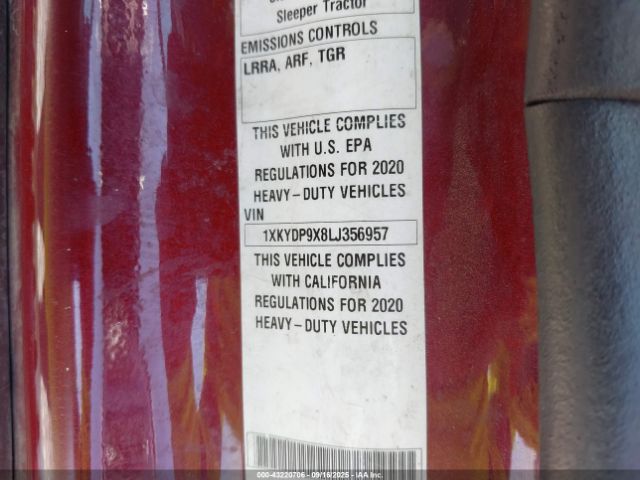 Sleeper Tractor
EMISSIONS CONTROLS
LRRA, ARF, TGR
THIS VEHICLE COMPLIES
WITH U.S. EPA
REGULATIONS FOR 2020
HEAVY-DUTY VEHICLES
VIN
1XKYDP9X8LJ356957
THIS VEHICLE COMPLIES
WITH CALIFORNIA
REGULATIONS FOR 2020
HEAVY-DUTY VEHICLES
000-43220706 - 09/16/2025 - IAA Inc.